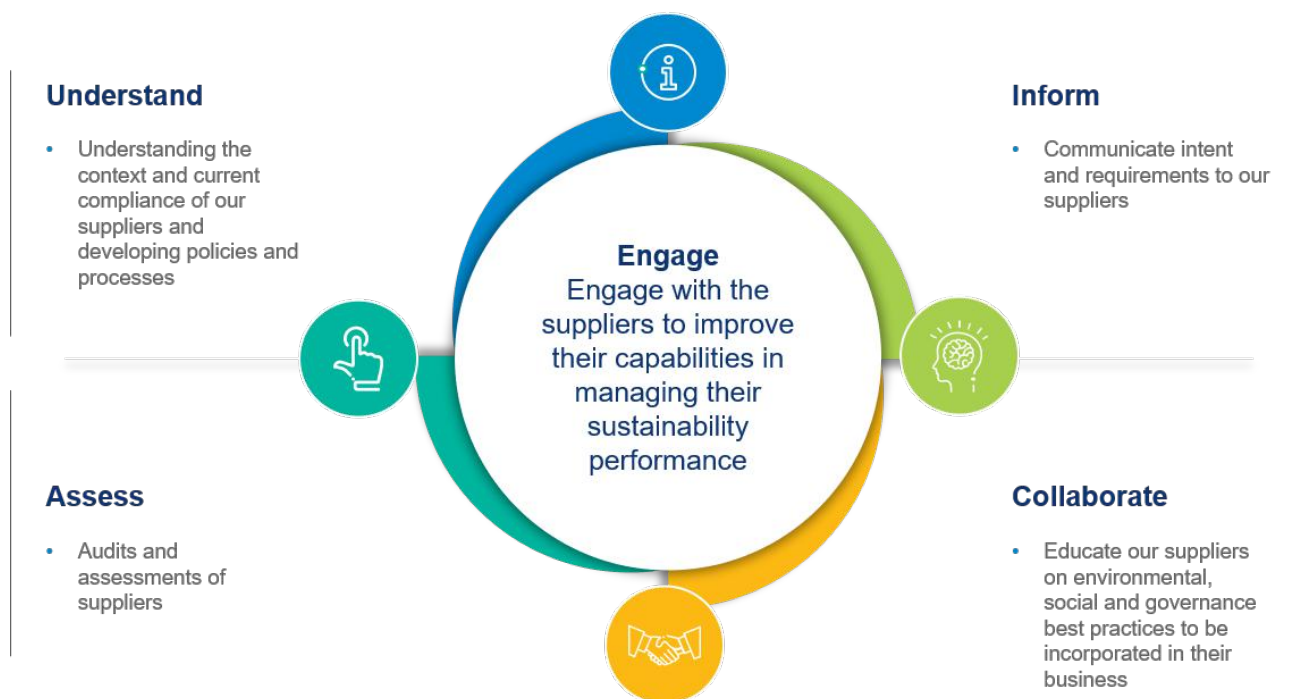 Understand
• Understanding the
context and current
compliance of our
suppliers and
developing policies and
processes
Inform
• Communicate intent
and requirements to our
suppliers
Engage
Engage with the
suppliers to improve
their capabilities in
managing their
sustainability
performance
Assess
• Audits and
assessments of
suppliers
Collaborate
• Educate our suppliers
on environmental,
social and governance
best practices to be
incorporated in their
business